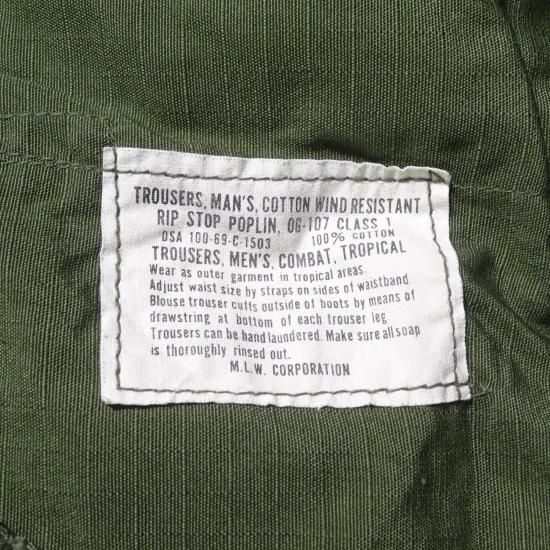 TROUSERS, MAN'S, COTTON WIND RESISTANT
RIP STOP POPLIN, OG-107 CLASS 1
DSA 100-69-C-1503 100% COTTON
TROUSERS, MEN'S, COMBAT, TROPICAL
Wear as outer garment in tropical areas.
Adjust waist size by straps on sides of waistband.
Blouse trouser cuffs outside of boots by means of
drawstring at bottom of each trouser leg.
Trousers can be hand laundered. Make sure all soap
is thoroughly rinsed out.
M.L.W. CORPORATION